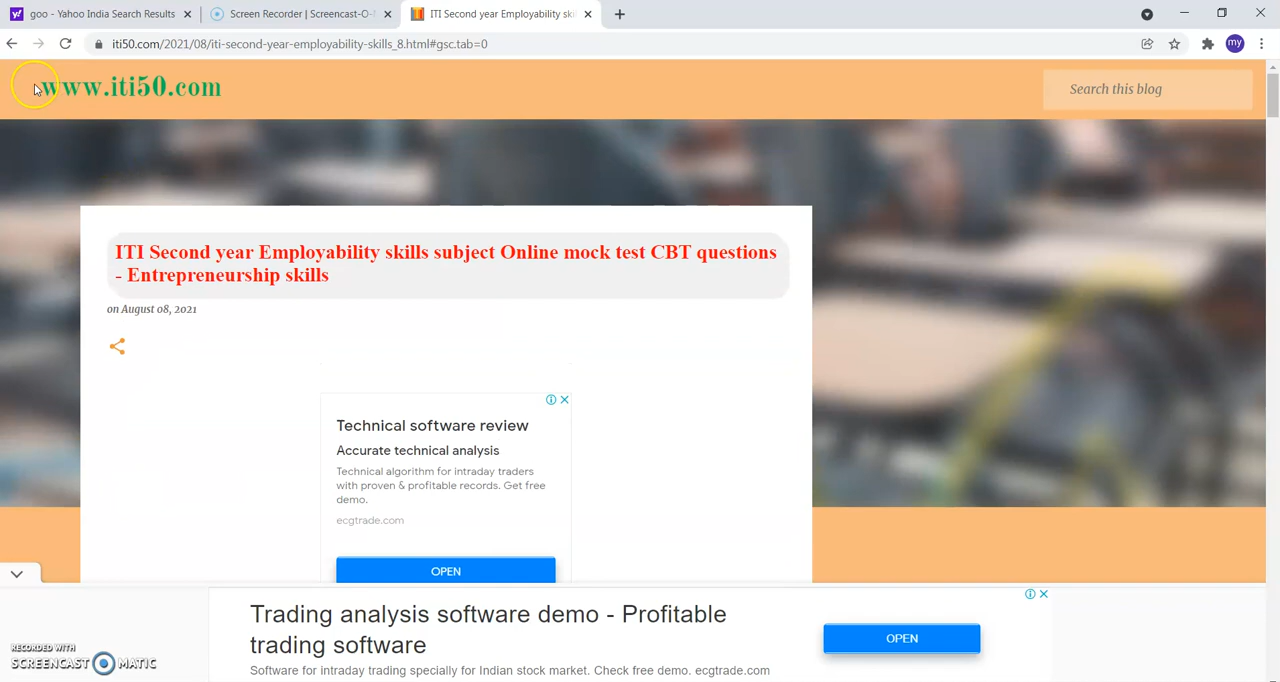 goo - Yahoo India Search Results
Screen Recorder | Screencast-O-
ITI Second year Employability ski
iti50.com/2021/08/iti-second-year-employability-skills_8.html#gsc.tab=0
my
www.iti50.com
Search this blog
ITI Second year Employability skills subject Online mock test CBT questions
- Entrepreneurship skills
on August 08, 2021
Technical software review
Accurate technical analysis
Technical algorithm for intraday traders
with proven & profitable records. Get free
demo.
ecgtrade.com
OPEN
Trading analysis software demo - Profitable
trading software
Software for intraday trading specially for Indian stock market. Check free demo. ecgtrade.com
OPEN
RECORDED WITH
SCREENCAST MATIC